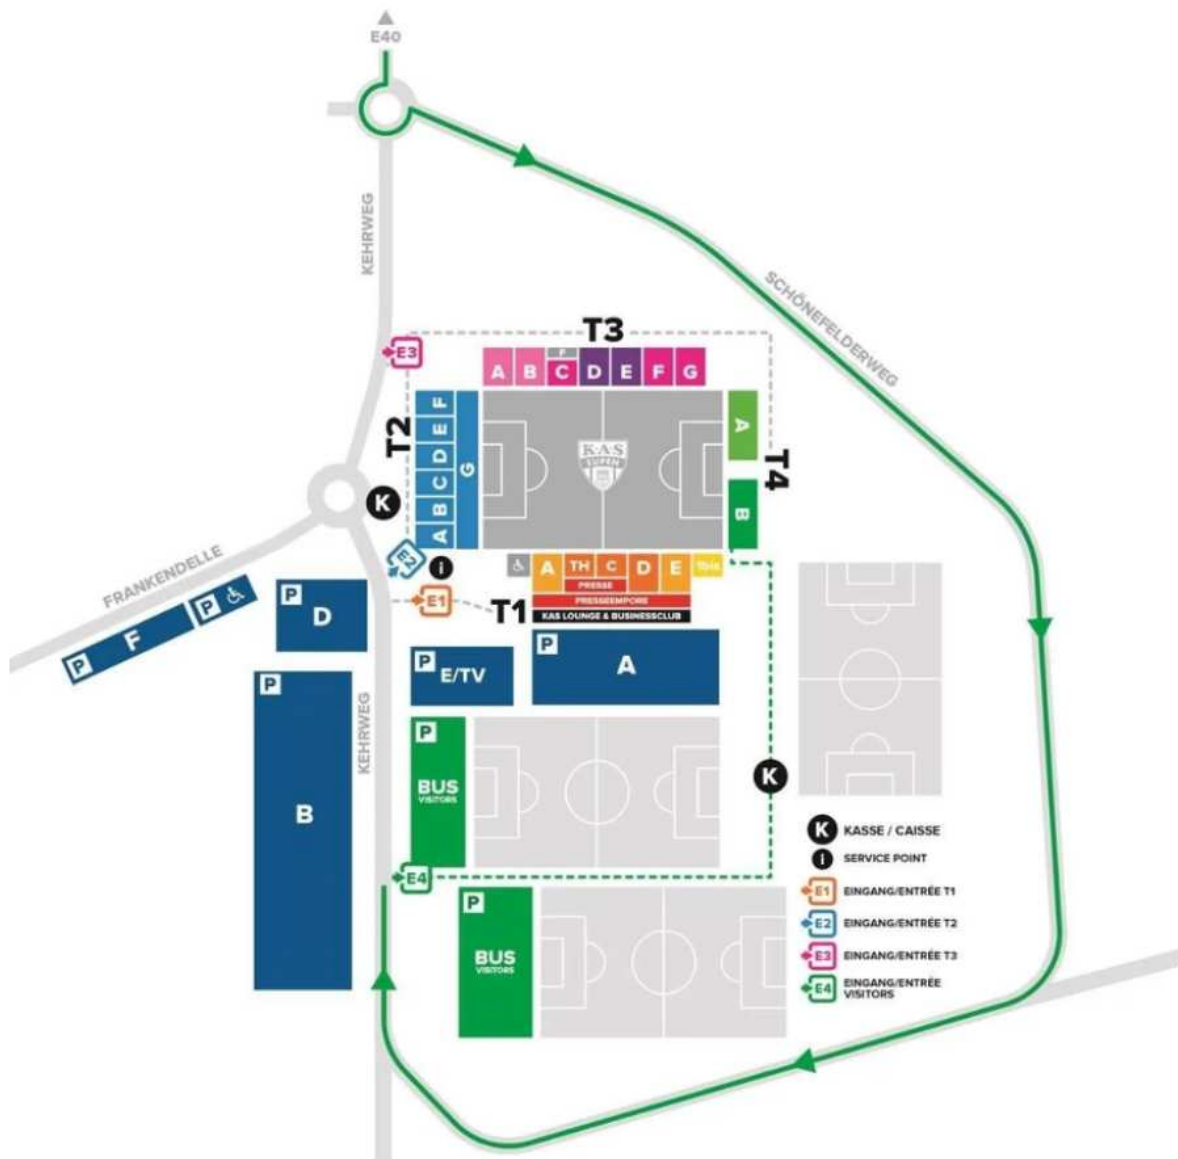 E40
KEHRWEG
SCHÖNEFELDERWEG
T3
E3
F
A B C D E F G
T2
F
E
D
C
B
A
G
K·A·S
EUPEN
A
T4
B
K
FRANKENDELLE
E2
i
A TH C D E 1bis
PRESSE
PRESSEEMPORE
KAS LOUNGE & BUSINESSCLUB
E1
T1
P
F
P
P
D
P
E/TV
P
A
P
B
KEHRWEG
P
BUS
VISITORS
K
E4
P
BUS
VISITORS
K KASSE / CAISSE
i SERVICE POINT
E1 EINGANG/ENTRÉE T1
E2 EINGANG/ENTRÉE T2
E3 EINGANG/ENTRÉE T3
E4 EINGANG/ENTRÉE
VISITORS